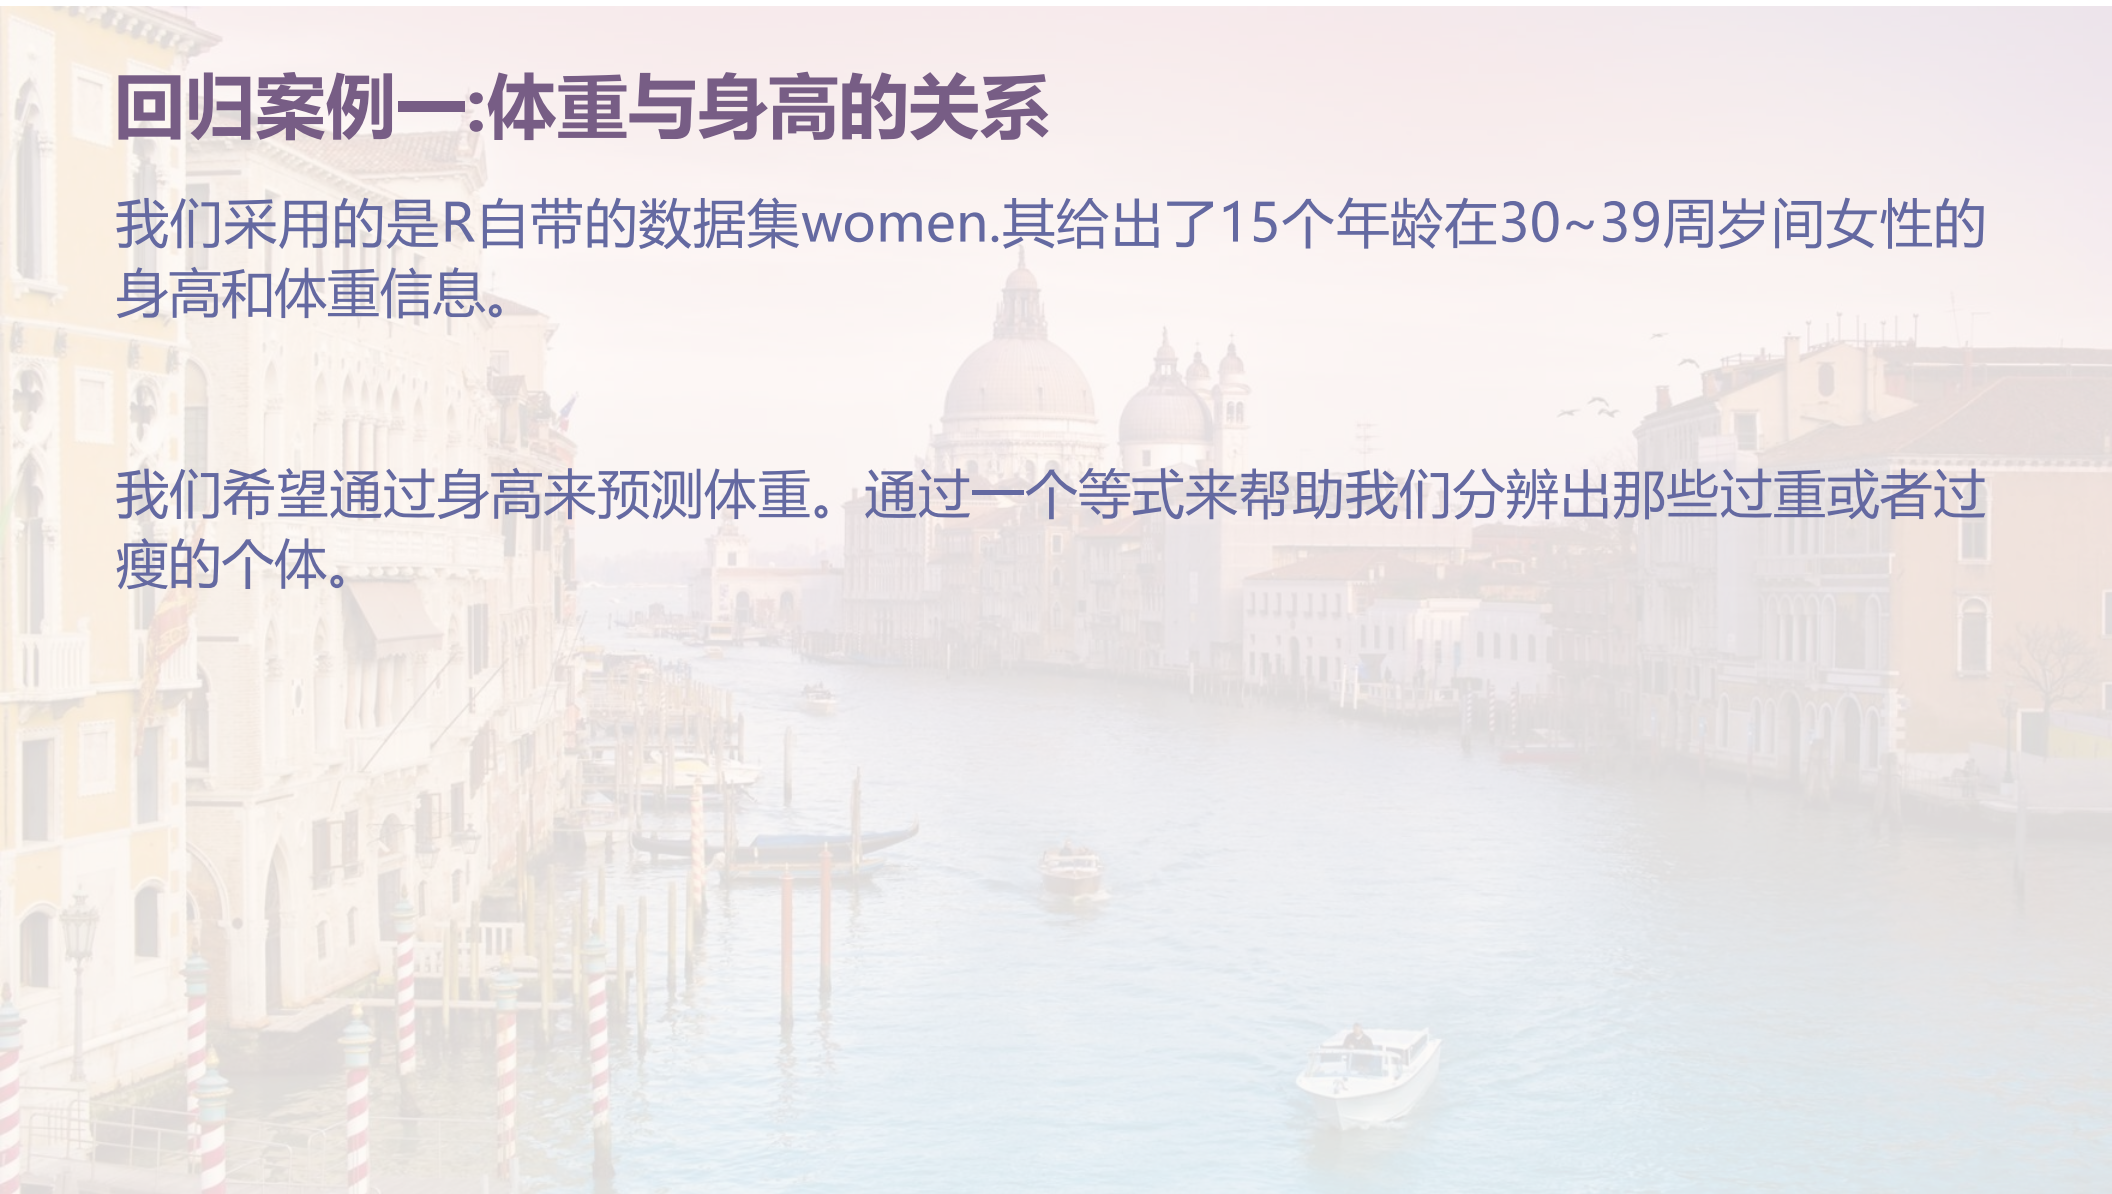 回归案例一:体重与身高的关系
我们采用的是R自带的数据集women.其给出了15个年龄在30~39周岁间女性的
身高和体重信息。
我们希望通过身高来预测体重。通过一个等式来帮助我们分辨出那些过重或者过
瘦的个体。